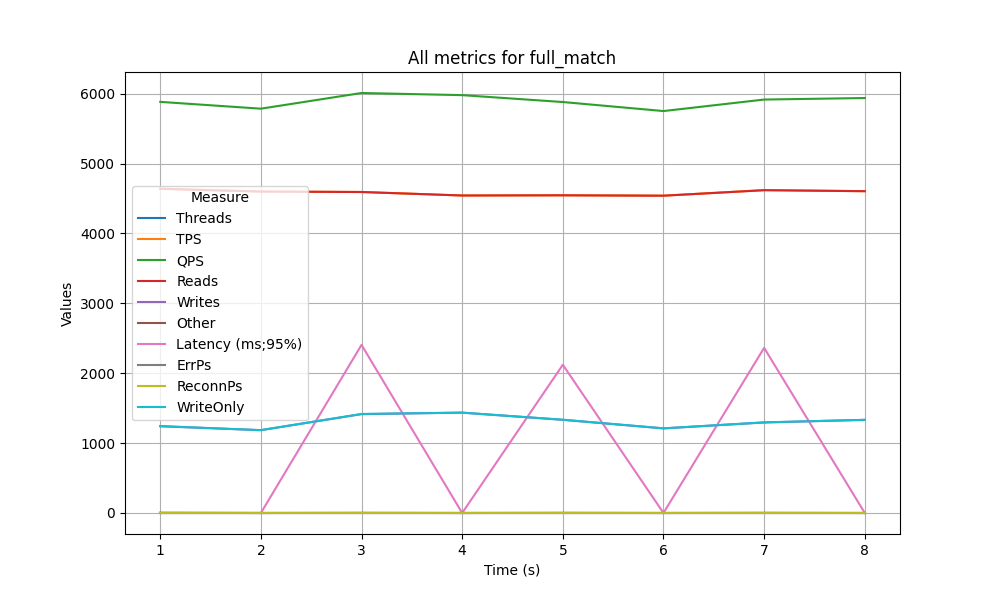 All metrics for full_match
6000
5000
4000
3000
2000
1000
0
Values
Measure
Threads
TPS
QPS
Reads
Writes
Other
Latency (ms;95%)
ErrPs
ReconnPs
WriteOnly
1 2 3 4 5 6 7 8
Time (s)